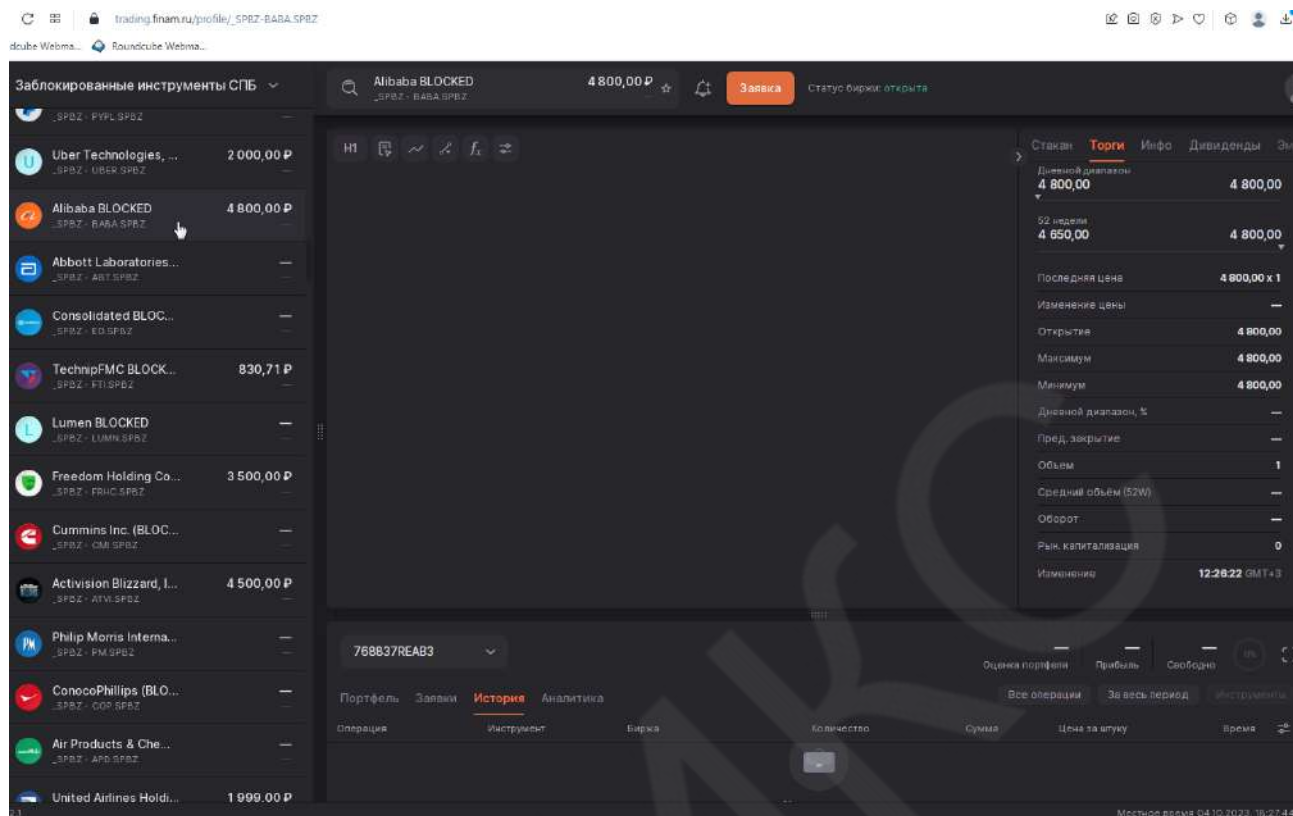 trading.finam.ru/profile/_SPBZ-BABA.SPBZ
dcube Webma... Roundcube Webma...
Заблокированные инструменты СПБ
_SPBZ - PYPL.SPBZ
Uber Technologies, ... 2 000,00 ₽
_SPBZ - UBER.SPBZ
Alibaba BLOCKED 4 800,00 ₽
_SPBZ - BABA.SPBZ
Abbott Laboratories...
_SPBZ - ABT.SPBZ
Consolidated BLOC...
_SPBZ - ED.SPBZ
TechnipFMC BLOCK... 830,71 ₽
_SPBZ - FTI.SPBZ
Lumen BLOCKED
_SPBZ - LUMN.SPBZ
Freedom Holding Co... 3 500,00 ₽
_SPBZ - FRHC.SPBZ
Cummins Inc. (BLOC...
_SPBZ - CMI.SPBZ
Activision Blizzard, I... 4 500,00 ₽
_SPBZ - ATVI.SPBZ
Philip Morris Interna...
_SPBZ - PM.SPBZ
ConocoPhillips (BLO...
_SPBZ - COP.SPBZ
Air Products & Che...
_SPBZ - APD.SPBZ
United Airlines Holdi... 1 999,00 ₽
Alibaba BLOCKED 4 800,00 ₽
_SPBZ - BABA.SPBZ
Заявка
Статус биржи: открыта
H1
Стакан Торги Инфо Дивиденды Эм
Дневной диапазон
4 800,00 4 800,00
52 недели
4 650,00 4 800,00
Последняя цена 4 800,00 x 1
Изменение цены —
Открытие 4 800,00
Максимум 4 800,00
Минимум 4 800,00
Дневной диапазон, % —
Пред. закрытие —
Объем 1
Средний объём (52W) —
Оборот —
Рын. капитализация 0
Изменение 12:26:22 GMT+3
768837REAB3
Оценка портфеля Прибыль Свободно 0%
Портфель Заявки История Аналитика
Все операции За весь период Инструменты
Операция Инструмент Биржа Количество Сумма Цена за штуку Время
Местное время 04.10.2023, 16:27:44